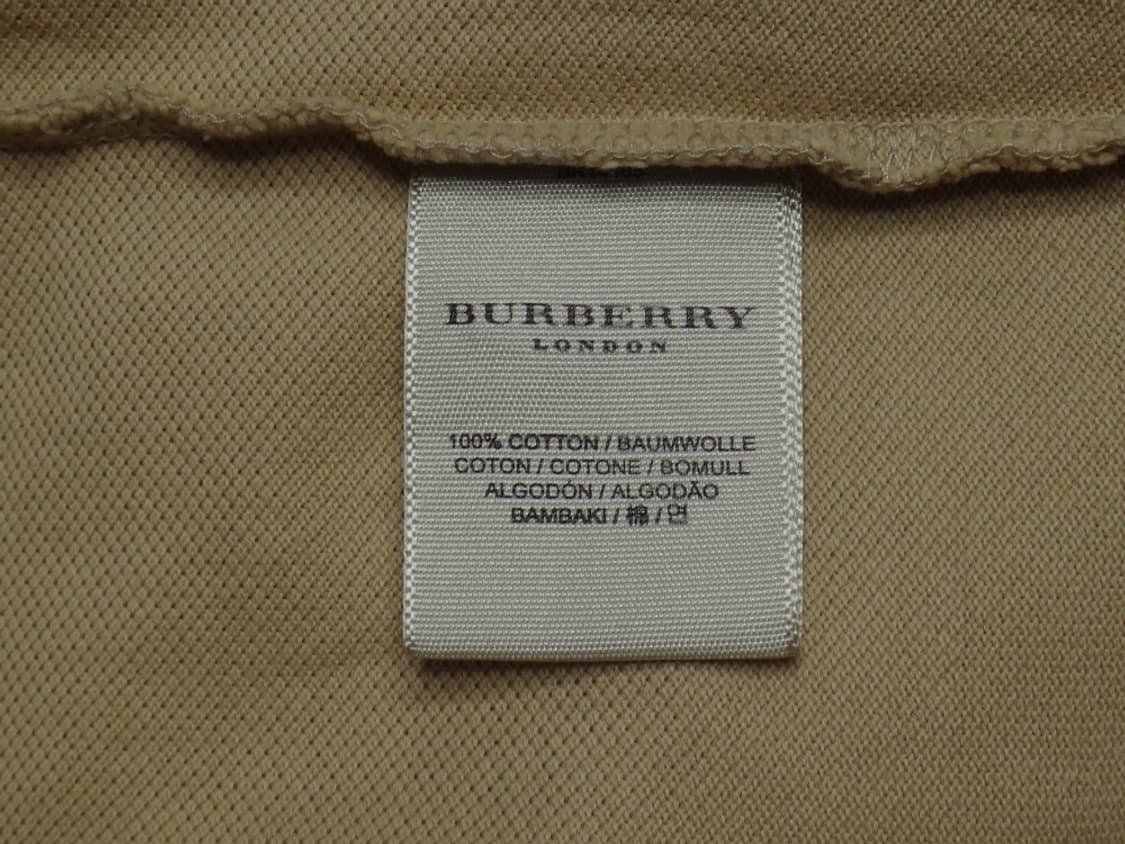 BURBERRY
LONDON
100% COTTON / BAUMWOLLE
COTON / COTONE / BOMULL
ALGODÓN / ALGODÃO
BAMBAKI / 棉 / 면